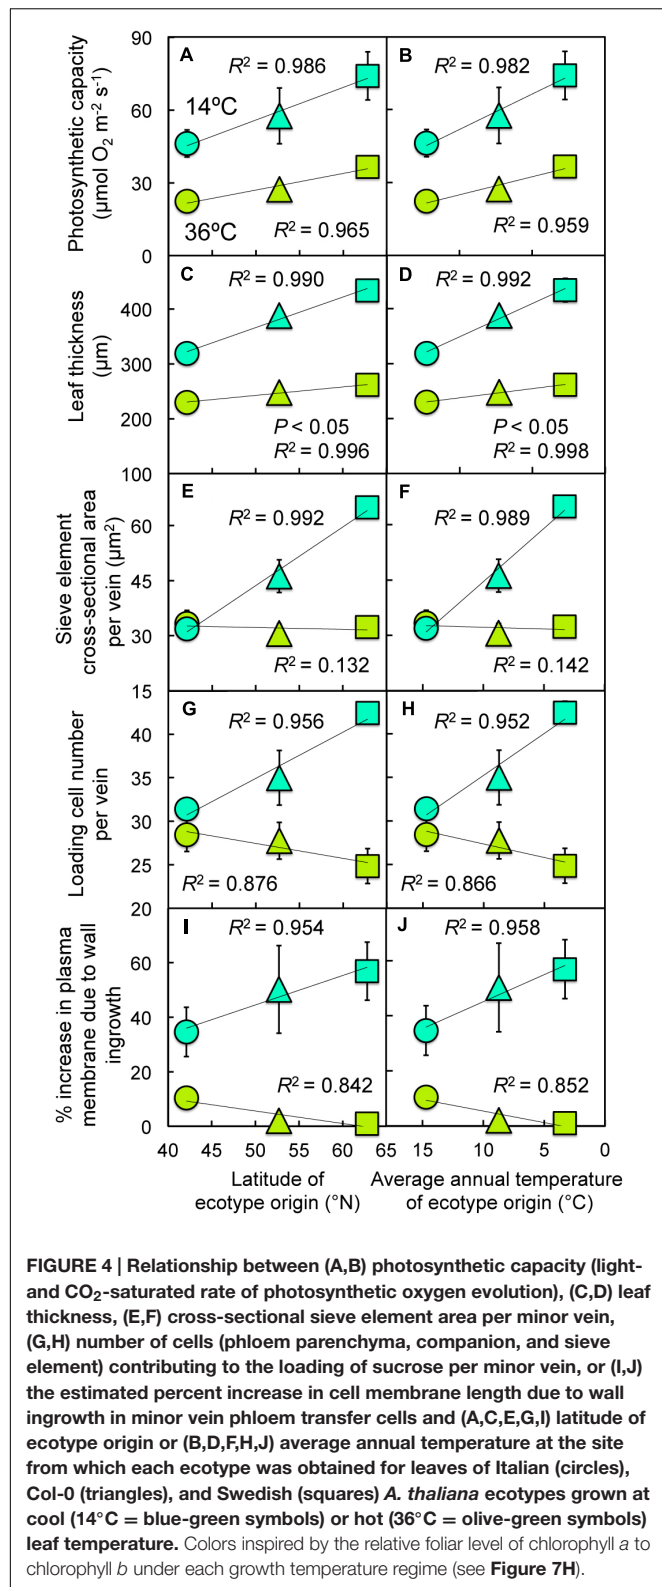 Photosynthetic capacity
(μmol O2 m-2 s-1)
90
60
30
0
A
R2 = 0.986
14ºC
36ºC
R2 = 0.965
B
R2 = 0.982
R2 = 0.959
Leaf thickness
(μm)
400
300
200
100
C
R2 = 0.990
P < 0.05
R2 = 0.996
D
R2 = 0.992
P < 0.05
R2 = 0.998
Sieve element
cross-sectional area
per vein (μm2)
60
45
30
15
E
R2 = 0.992
R2 = 0.132
F
R2 = 0.989
R2 = 0.142
Loading cell number
per vein
40
35
30
25
20
G
R2 = 0.956
R2 = 0.876
H
R2 = 0.952
R2 = 0.866
% increase in plasma
membrane due to wall
ingrowth
60
40
20
0
I
R2 = 0.954
R2 = 0.842
J
R2 = 0.958
R2 = 0.852
40 45 50 55 60 65 15 10 5 0
Latitude of
ecotype origin (°N)
Average annual temperature
of ecotype origin (°C)
FIGURE 4 | Relationship between (A,B) photosynthetic capacity (light-
and CO2-saturated rate of photosynthetic oxygen evolution), (C,D) leaf
thickness, (E,F) cross-sectional sieve element area per minor vein,
(G,H) number of cells (phloem parenchyma, companion, and sieve
element) contributing to the loading of sucrose per minor vein, or (I,J)
the estimated percent increase in cell membrane length due to wall
ingrowth in minor vein phloem transfer cells and (A,C,E,G,I) latitude of
ecotype origin or (B,D,F,H,J) average annual temperature at the site
from which each ecotype was obtained for leaves of Italian (circles),
Col-0 (triangles), and Swedish (squares) A. thaliana ecotypes grown at
cool (14°C = blue-green symbols) or hot (36°C = olive-green symbols)
leaf temperature. Colors inspired by the relative foliar level of chlorophyll a to
chlorophyll b under each growth temperature regime (see Figure 7H).